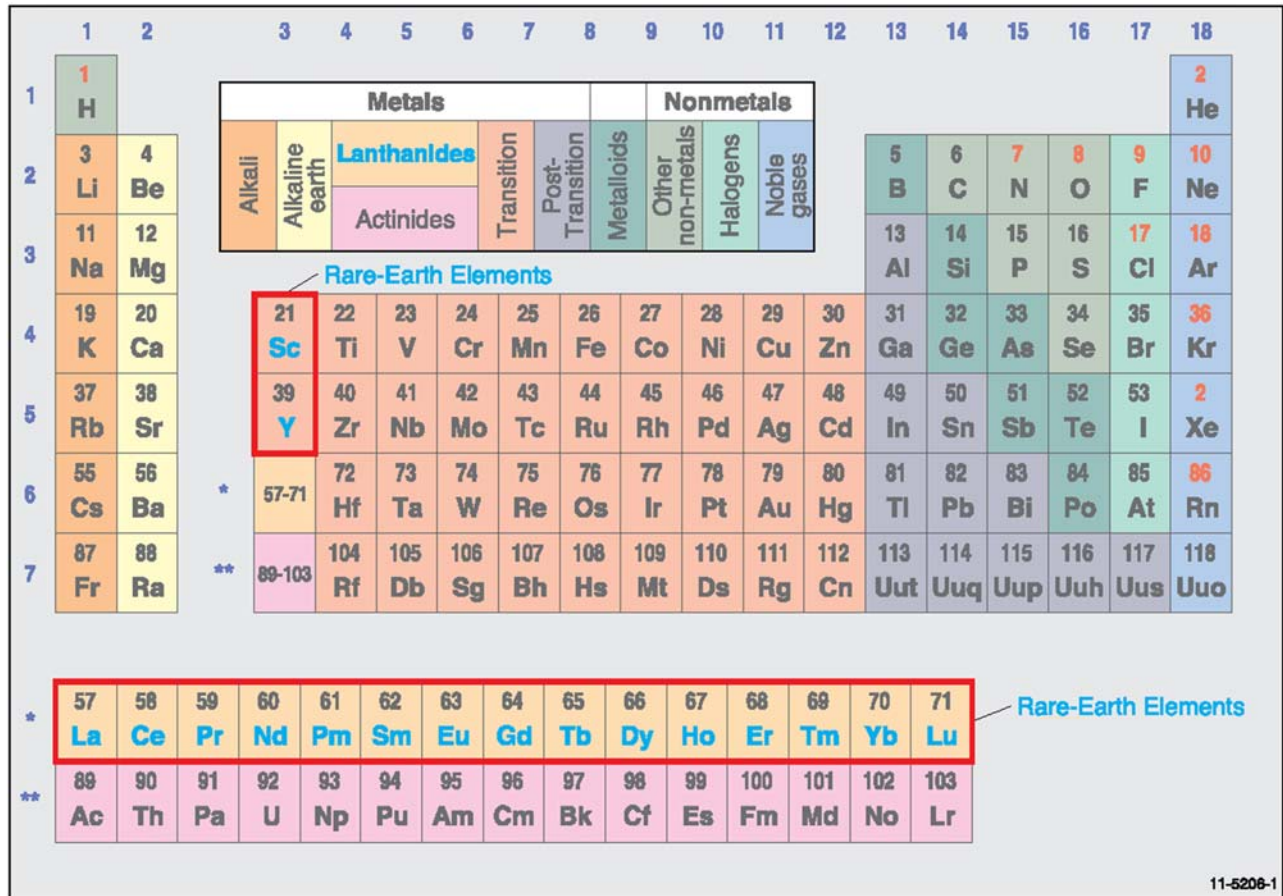 1 2 3 4 5 6 7 8 9 10 11 12 13 14 15 16 17 18
1 1 2
H He
Metals Nonmetals
Alkali
Alkaline earth
Lanthanides
Actinides
Transition
Post-Transition
Metalloids
Other non-metals
Halogens
Noble gases
2 3 4 5 6 7 8 9 10
Li Be B C N O F Ne
3 11 12 13 14 15 16 17 18
Na Mg Al Si P S Cl Ar
Rare-Earth Elements
4 19 20 21 22 23 24 25 26 27 28 29 30 31 32 33 34 35 36
K Ca Sc Ti V Cr Mn Fe Co Ni Cu Zn Ga Ge As Se Br Kr
5 37 38 39 40 41 42 43 44 45 46 47 48 49 50 51 52 53 2
Rb Sr Y Zr Nb Mo Tc Ru Rh Pd Ag Cd In Sn Sb Te I Xe
6 55 56 * 57-71 72 73 74 75 76 77 78 79 80 81 82 83 84 85 86
Cs Ba Hf Ta W Re Os Ir Pt Au Hg Tl Pb Bi Po At Rn
7 87 88 ** 89-103 104 105 106 107 108 109 110 111 112 113 114 115 116 117 118
Fr Ra Rf Db Sg Bh Hs Mt Ds Rg Cn Uut Uuq Uup Uuh Uus Uuo
* 57 58 59 60 61 62 63 64 65 66 67 68 69 70 71
La Ce Pr Nd Pm Sm Eu Gd Tb Dy Ho Er Tm Yb Lu
Rare-Earth Elements
** 89 90 91 92 93 94 95 96 97 98 99 100 101 102 103
Ac Th Pa U Np Pu Am Cm Bk Cf Es Fm Md No Lr
11-5206-1